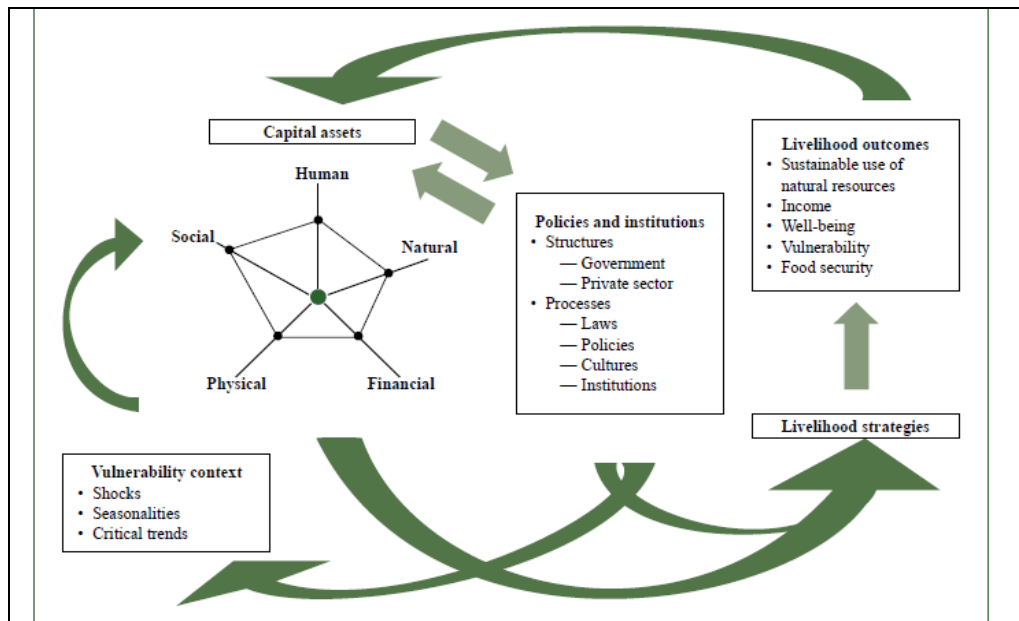 Capital assets
Human
Social
Natural
Physical
Financial
Policies and institutions
• Structures
— Government
— Private sector
• Processes
— Laws
— Policies
— Cultures
— Institutions
Livelihood outcomes
• Sustainable use of
natural resources
• Income
• Well-being
• Vulnerability
• Food security
Livelihood strategies
Vulnerability context
• Shocks
• Seasonalities
• Critical trends